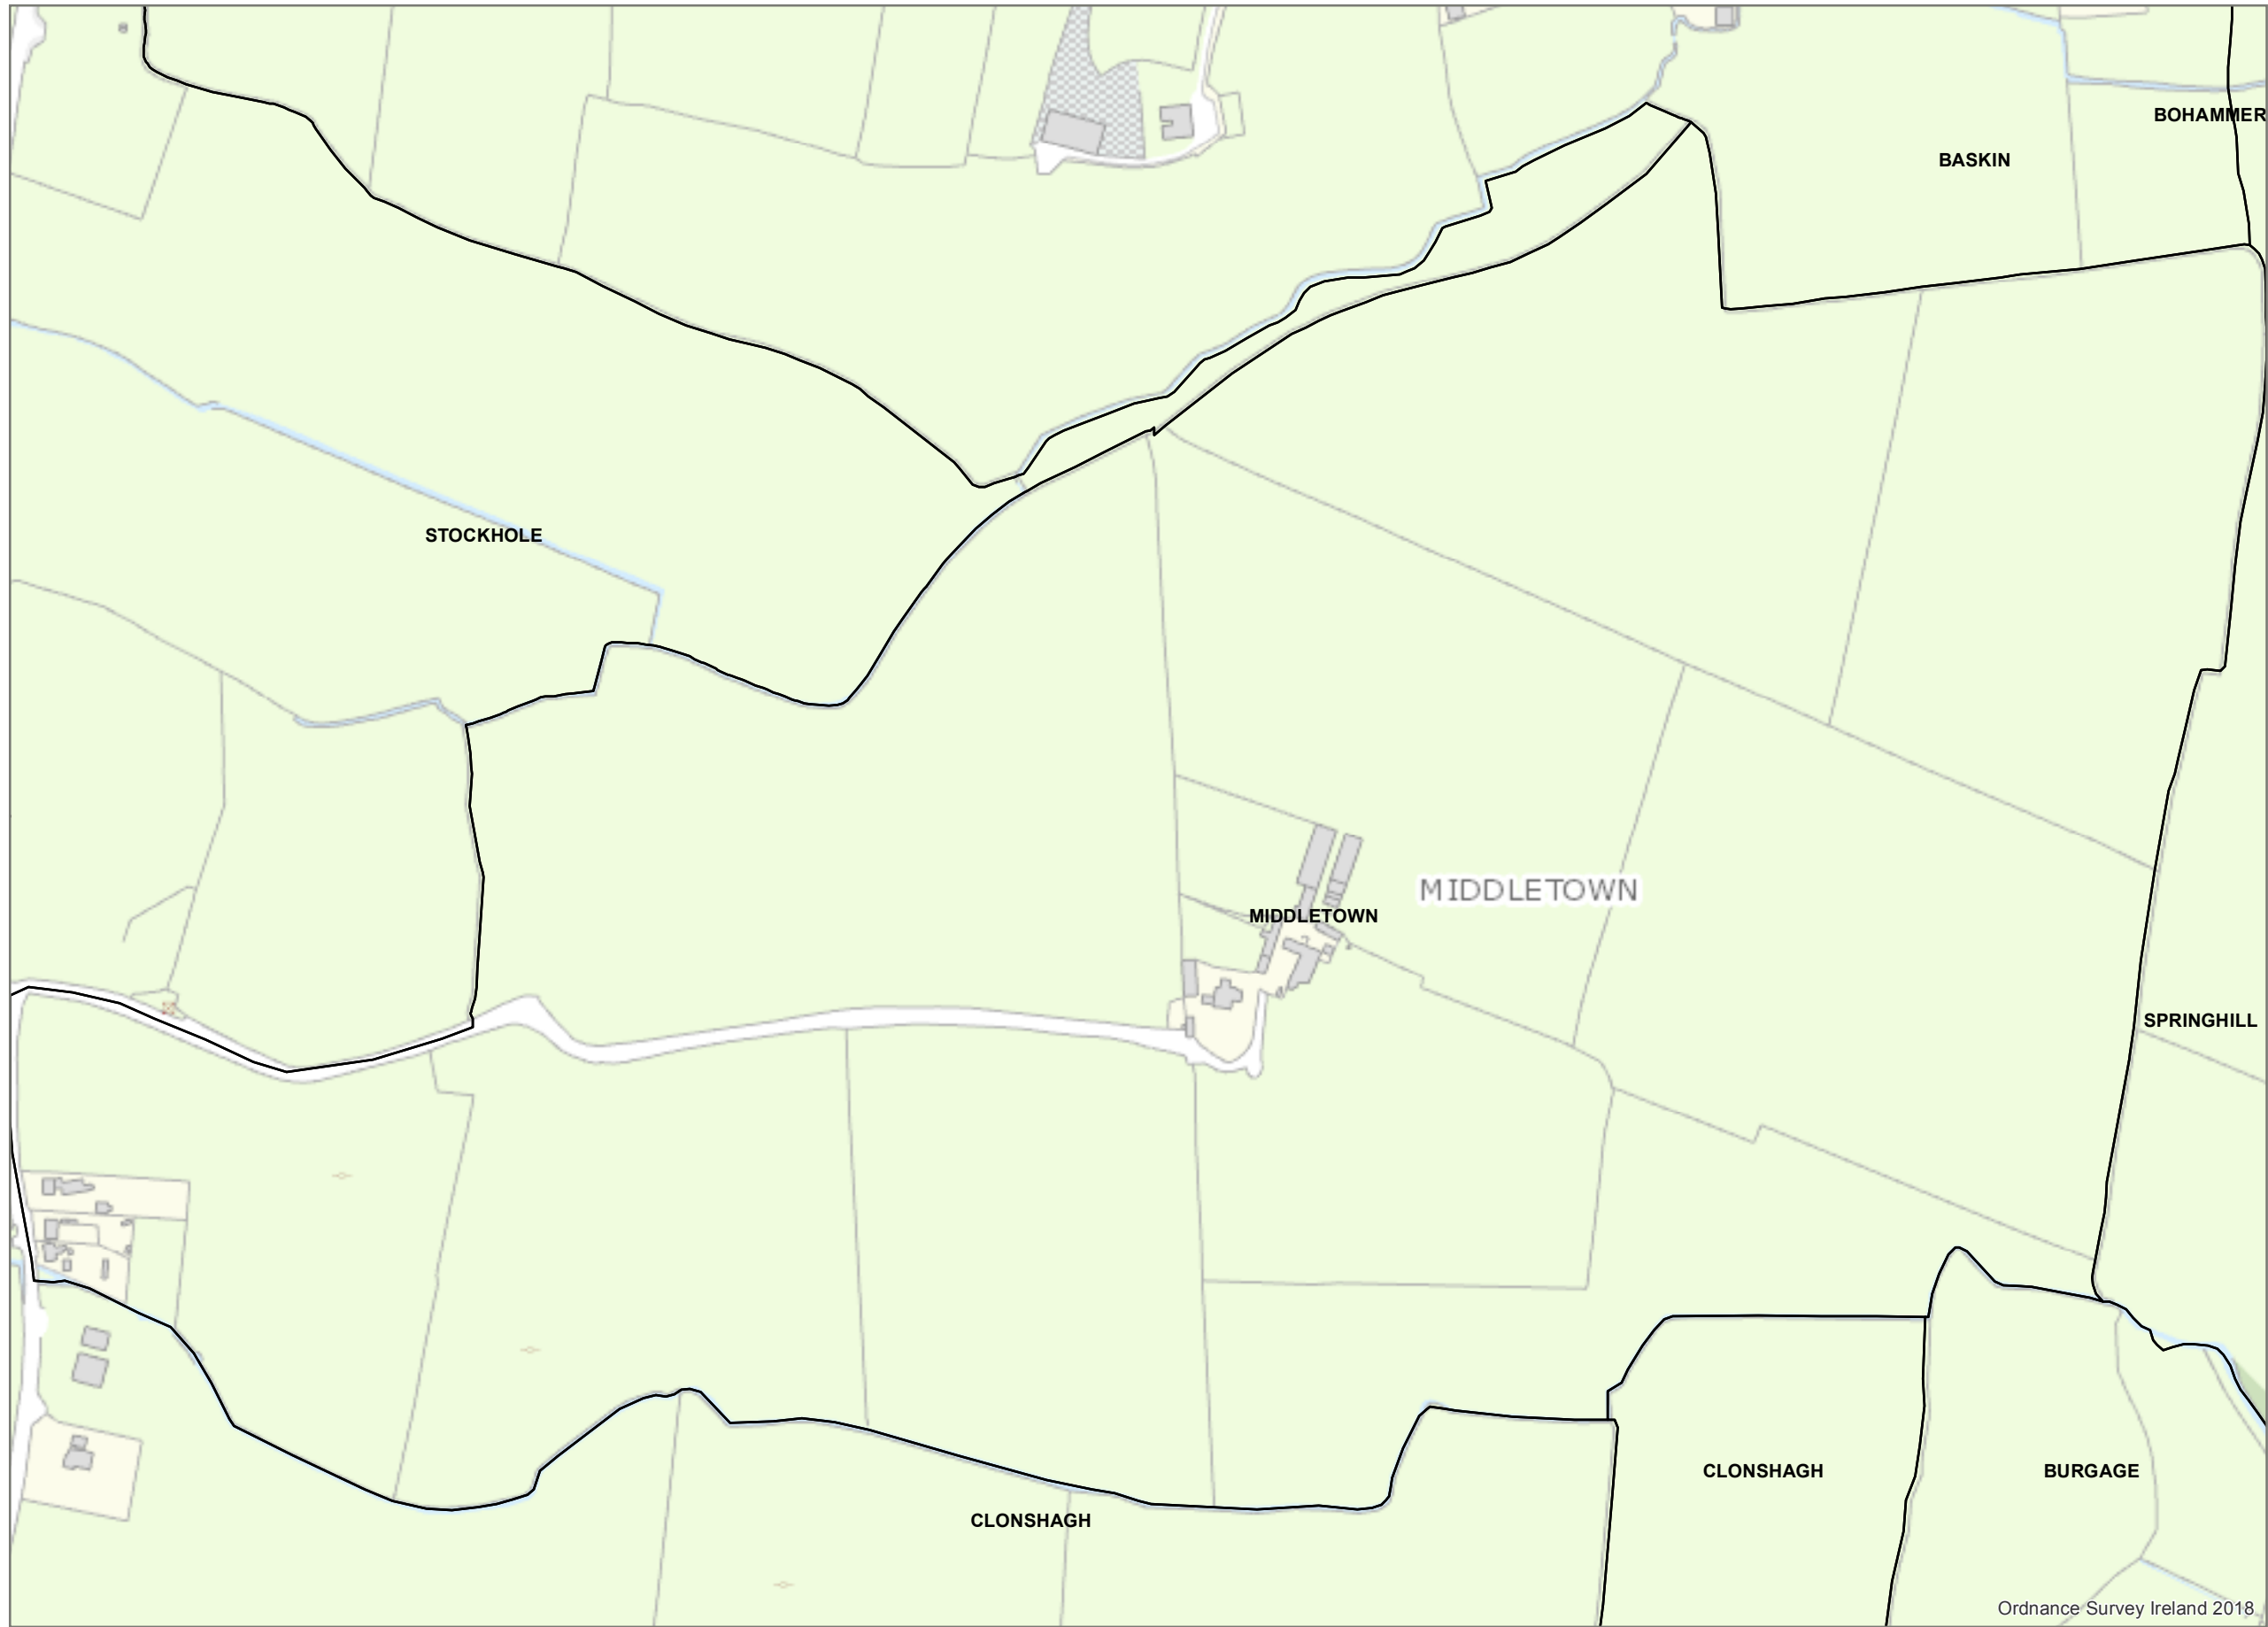 BOHAMMER
BASKIN
STOCKHOLE
MIDDLETOWN
MIDDLETOWN
SPRINGHILL
CLONSHAGH
BURGAGE
CLONSHAGH
Ordnance Survey Ireland 2018